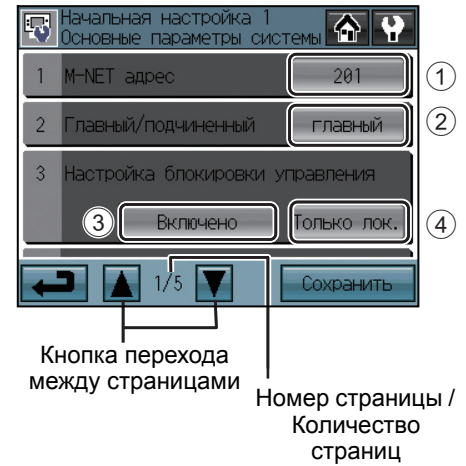 Начальная настройка 1
Основные параметры системы
1 M-NET адрес 201 1
2 Главный/подчиненный главный 2
3 Настройка блокировки управления
3 Включено Только лок. 4
1/5 Сохранить
Кнопка перехода
между страницами
Номер страницы /
Количество
страниц